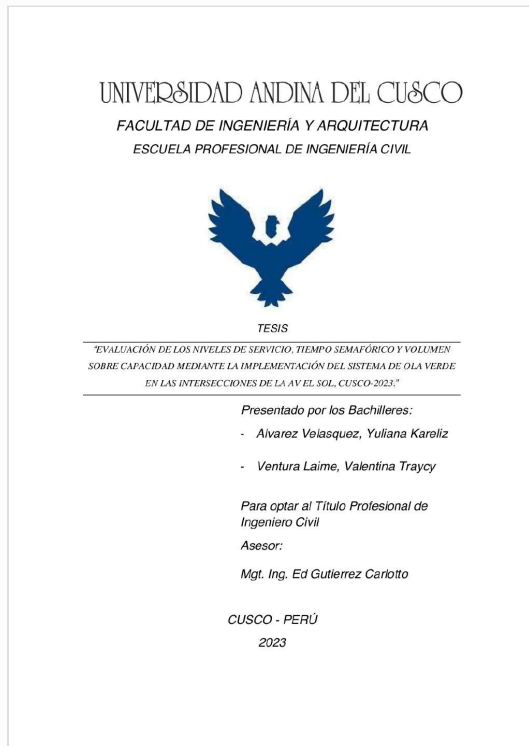 UNIVERSIDAD ANDINA DEL CUSCO
FACULTAD DE INGENIERÍA Y ARQUITECTURA
ESCUELA PROFESIONAL DE INGENIERÍA CIVIL
TESIS
"EVALUACIÓN DE LOS NIVELES DE SERVICIO, TIEMPO SEMAFÓRICO Y VOLUMEN
SOBRE CAPACIDAD MEDIANTE LA IMPLEMENTACIÓN DEL SISTEMA DE OLA VERDE
EN LAS INTERSECCIONES DE LA AV EL SOL, CUSCO-2023."
Presentado por los Bachilleres:
- Alvarez Velasquez, Yuliana Kareliz
- Ventura Laime, Valentina Traycy
Para optar al Título Profesional de
Ingeniero Civil
Asesor:
Mgt. Ing. Ed Gutierrez Carlotto
CUSCO - PERÚ
2023